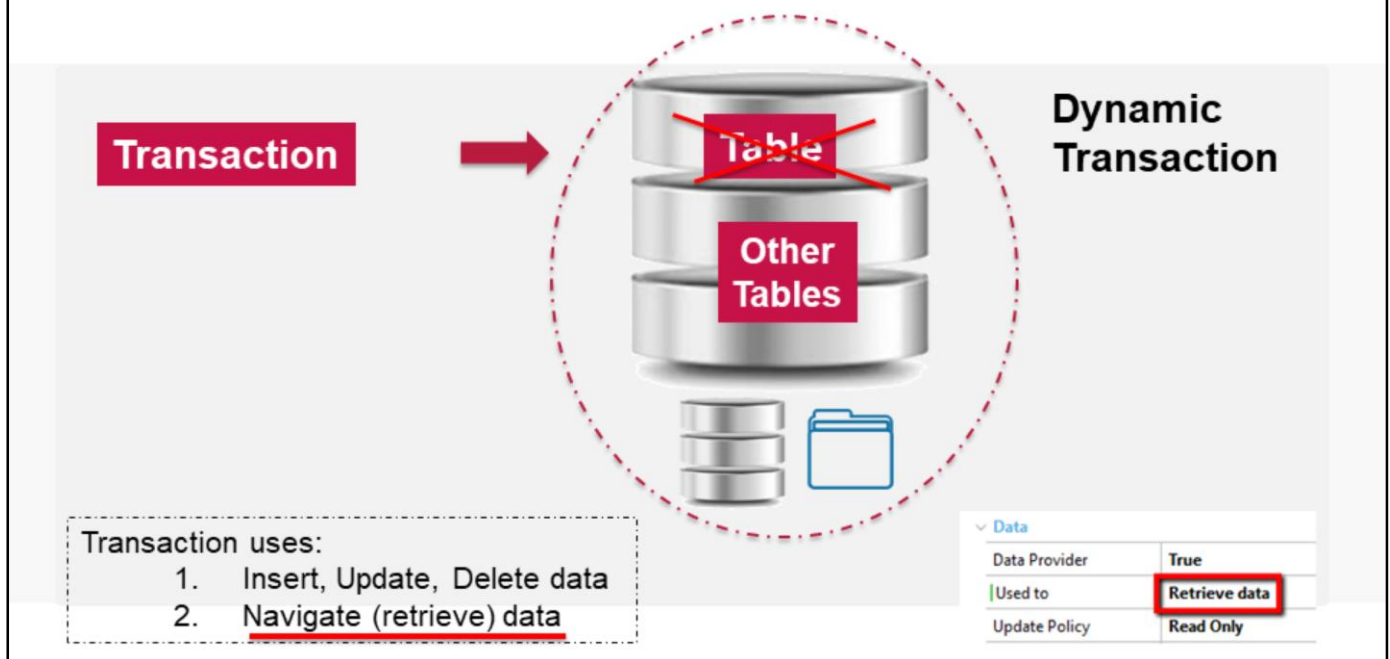 Transaction
Table
Dynamic
Transaction
Other
Tables
Transaction uses:
1. Insert, Update, Delete data
2. Navigate (retrieve) data
Data
Data Provider True
Used to Retrieve data
Update Policy Read Only